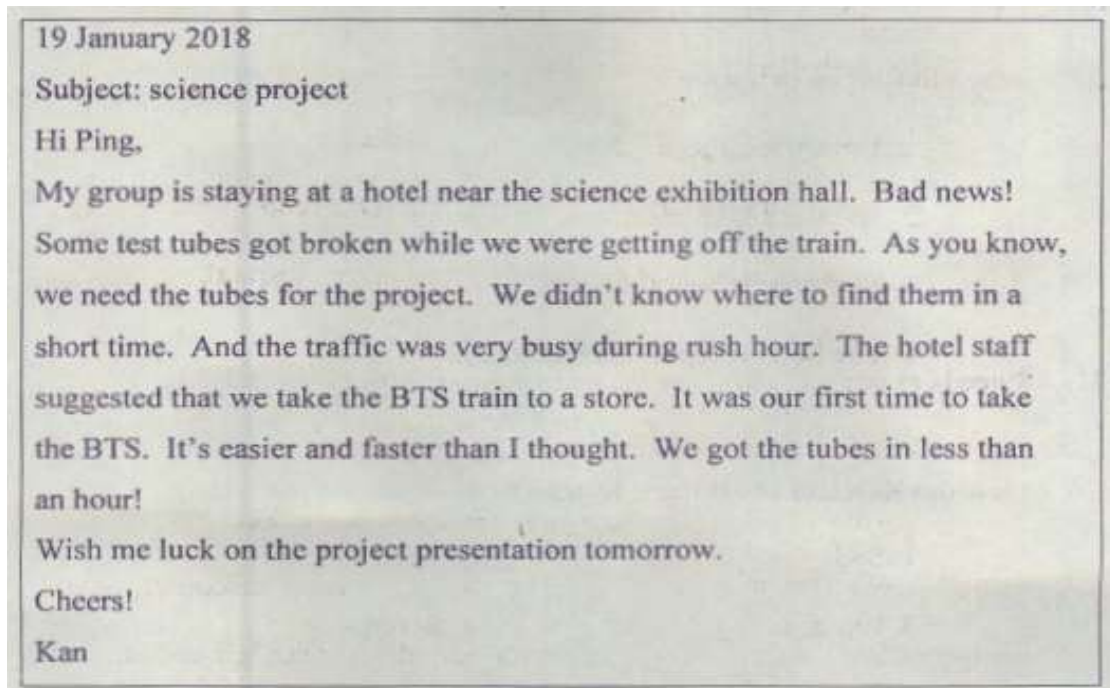 19 January 2018
Subject: science project
Hi Ping,
My group is staying at a hotel near the science exhibition hall.  Bad news!
Some test tubes got broken while we were getting off the train.  As you know,
we need the tubes for the project.  We didn't know where to find them in a
short time.  And the traffic was very busy during rush hour.  The hotel staff
suggested that we take the BTS train to a store.  It was our first time to take
the BTS.  It's easier and faster than I thought.  We got the tubes in less than
an hour!
Wish me luck on the project presentation tomorrow.
Cheers!
Kan